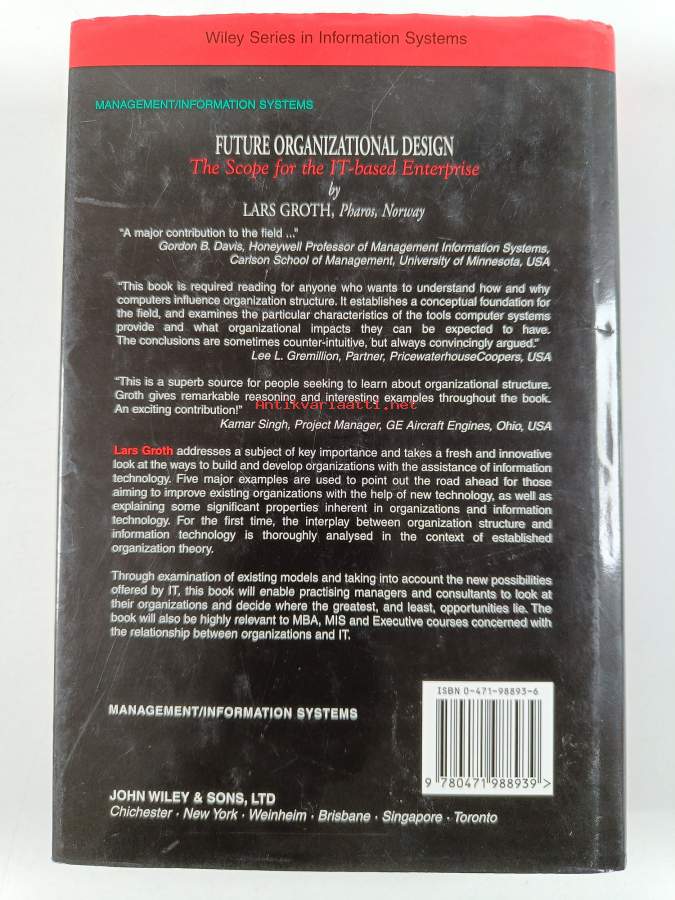 Wiley Series in Information Systems
MANAGEMENT/INFORMATION SYSTEMS
FUTURE ORGANIZATIONAL DESIGN
The Scope for the IT-based Enterprise
by
LARS GROTH, Pharos, Norway
"A major contribution to the field ..."
Gordon B. Davis, Honeywell Professor of Management Information Systems,
Carlson School of Management, University of Minnesota, USA
"This book is required reading for anyone who wants to understand how and why
computers influence organization structure. It establishes a conceptual foundation for
the field, and examines the particular characteristics of the tools computer systems
provide and what organizational impacts they can be expected to have.
The conclusions are sometimes counter-intuitive, but always convincingly argued."
Lee L. Gremillion, Partner, PricewaterhouseCoopers, USA
"This is a superb source for people seeking to learn about organizational structure.
Groth gives remarkable reasoning and interesting examples throughout the book.
An exciting contribution!"
Antikvariaatti.net
Kamar Singh, Project Manager, GE Aircraft Engines, Ohio, USA
Lars Groth addresses a subject of key importance and takes a fresh and innovative
look at the ways to build and develop organizations with the assistance of information
technology. Five major examples are used to point out the road ahead for those
aiming to improve existing organizations with the help of new technology, as well as
explaining some significant properties inherent in organizations and information
technology. For the first time, the interplay between organization structure and
information technology is thoroughly analysed in the context of established
organization theory.
Through examination of existing models and taking into account the new possibilities
offered by IT, this book will enable practising managers and consultants to look at
their organizations and decide where the greatest, and least, opportunities lie. The
book will also be highly relevant to MBA, MIS and Executive courses concerned with
the relationship between organizations and IT.
ISBN 0-471-98893-6
MANAGEMENT/INFORMATION SYSTEMS
9 780471 988939 >
JOHN WILEY & SONS, LTD
Chichester · New York · Weinheim · Brisbane · Singapore · Toronto